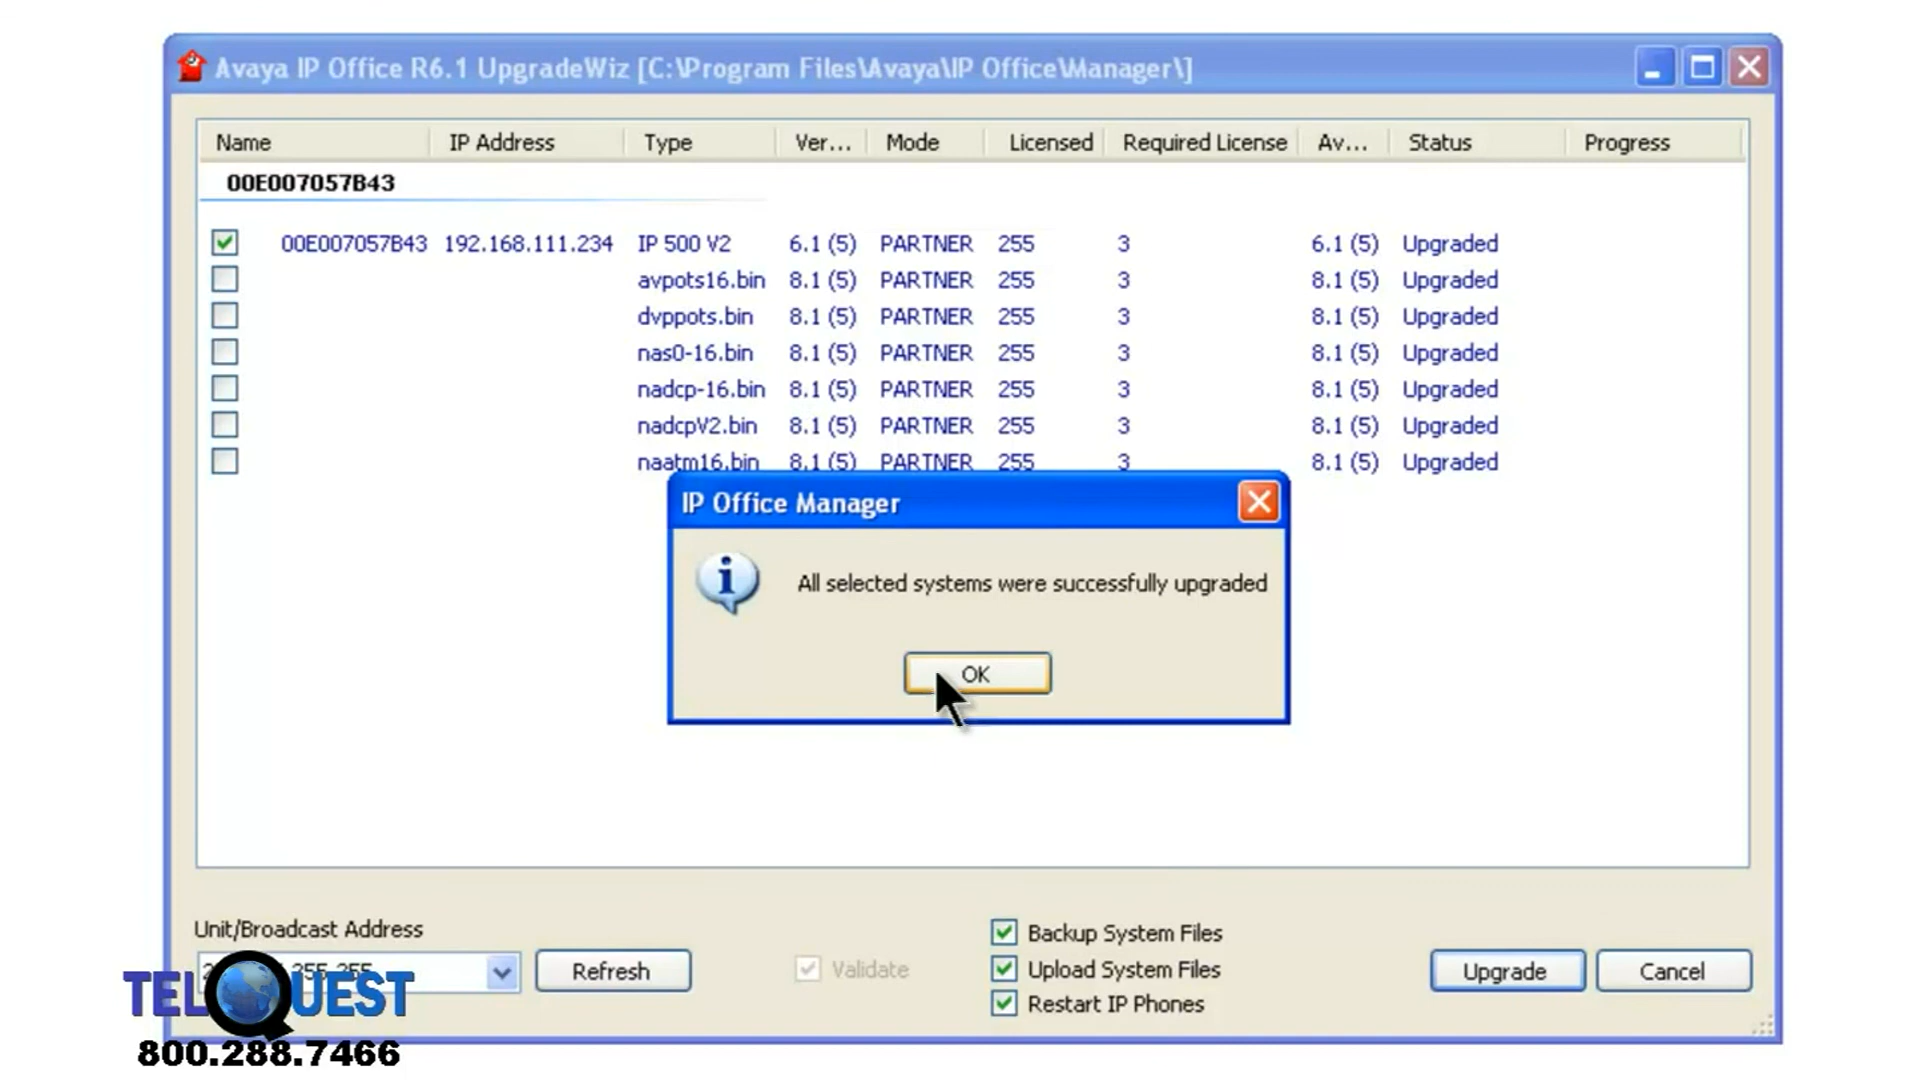 Avaya IP Office R6.1 UpgradeWiz [C:\Program Files\Avaya\IP Office\Manager\]
Name IP Address Type Ver... Mode Licensed Required License Av... Status Progress
00E007057B43
00E007057B43 192.168.111.234 IP 500 V2 6.1 (5) PARTNER 255 3 6.1 (5) Upgraded
avpots16.bin 8.1 (5) PARTNER 255 3 8.1 (5) Upgraded
dvppots.bin 8.1 (5) PARTNER 255 3 8.1 (5) Upgraded
nas0-16.bin 8.1 (5) PARTNER 255 3 8.1 (5) Upgraded
nadcp-16.bin 8.1 (5) PARTNER 255 3 8.1 (5) Upgraded
nadcpV2.bin 8.1 (5) PARTNER 255 3 8.1 (5) Upgraded
naatm16.bin 8.1 (5) PARTNER 255 3 8.1 (5) Upgraded
IP Office Manager
i
All selected systems were successfully upgraded
OK
Unit/Broadcast Address
Refresh
Validate
Backup System Files
Upload System Files
Restart IP Phones
Upgrade
Cancel
TELQUEST
800.288.7466